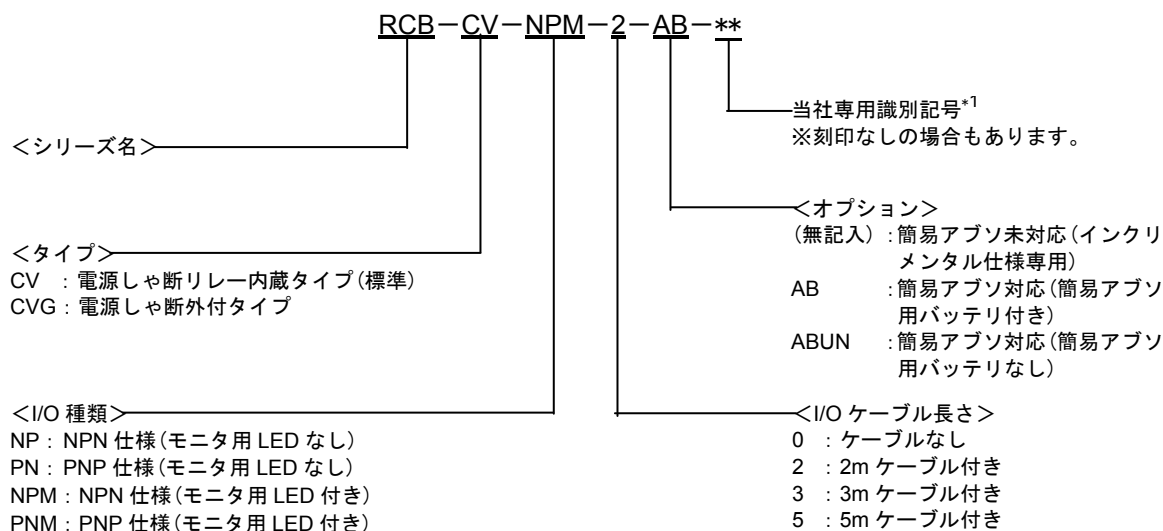 RCB－CV－NPM－2－AB－**
当社専用識別記号*1
※刻印なしの場合もあります。
＜シリーズ名＞
＜オプション＞
(無記入) ：簡易アブソ未対応(インクリ
メンタル仕様専用)
AB ：簡易アブソ対応(簡易アブソ
用バッテリ付き)
ABUN ：簡易アブソ対応(簡易アブソ
用バッテリなし)
＜タイプ＞
CV ：電源しゃ断リレー内蔵タイプ(標準)
CVG：電源しゃ断外付タイプ
＜I/O 種類＞
NP：NPN 仕様(モニタ用 LED なし)
PN：PNP 仕様(モニタ用 LED なし)
NPM：NPN 仕様(モニタ用 LED 付き)
PNM：PNP 仕様(モニタ用 LED 付き)
＜I/O ケーブル長さ＞
0 ：ケーブルなし
2 ：2m ケーブル付き
3 ：3m ケーブル付き
5 ：5m ケーブル付き